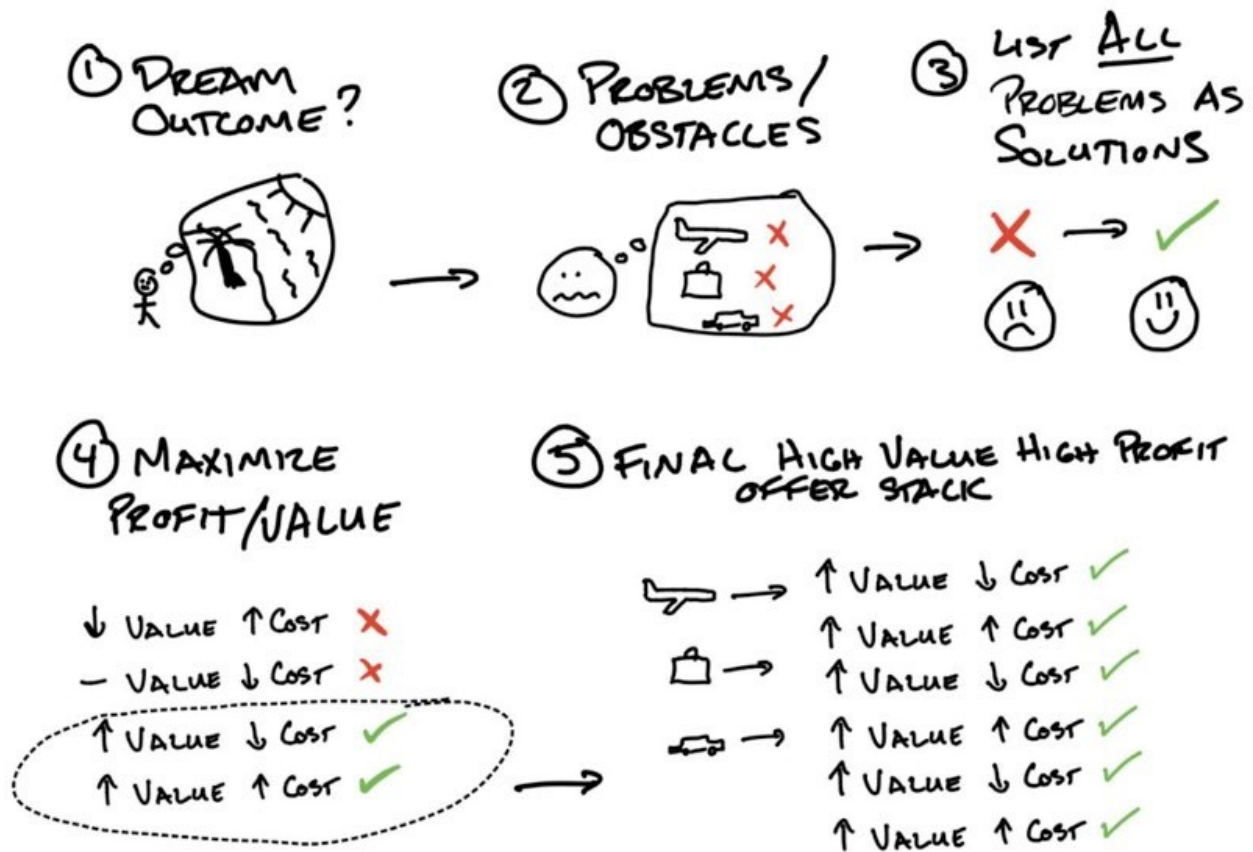 ① DREAM
OUTCOME?
② PROBLEMS/
OBSTACLES
③ LIST ALL
PROBLEMS AS
SOLUTIONS
④ MAXIMIZE
PROFIT/VALUE
↓ VALUE ↑ COST ✗
– VALUE ↓ COST ✗
↑ VALUE ↓ COST ✓
↑ VALUE ↑ COST ✓
⑤ FINAL HIGH VALUE HIGH PROFIT
OFFER STACK
↑ VALUE ↓ COST ✓
↑ VALUE ↑ COST ✓
↑ VALUE ↓ COST ✓
↑ VALUE ↑ COST ✓
↑ VALUE ↓ COST ✓
↑ VALUE ↑ COST ✓